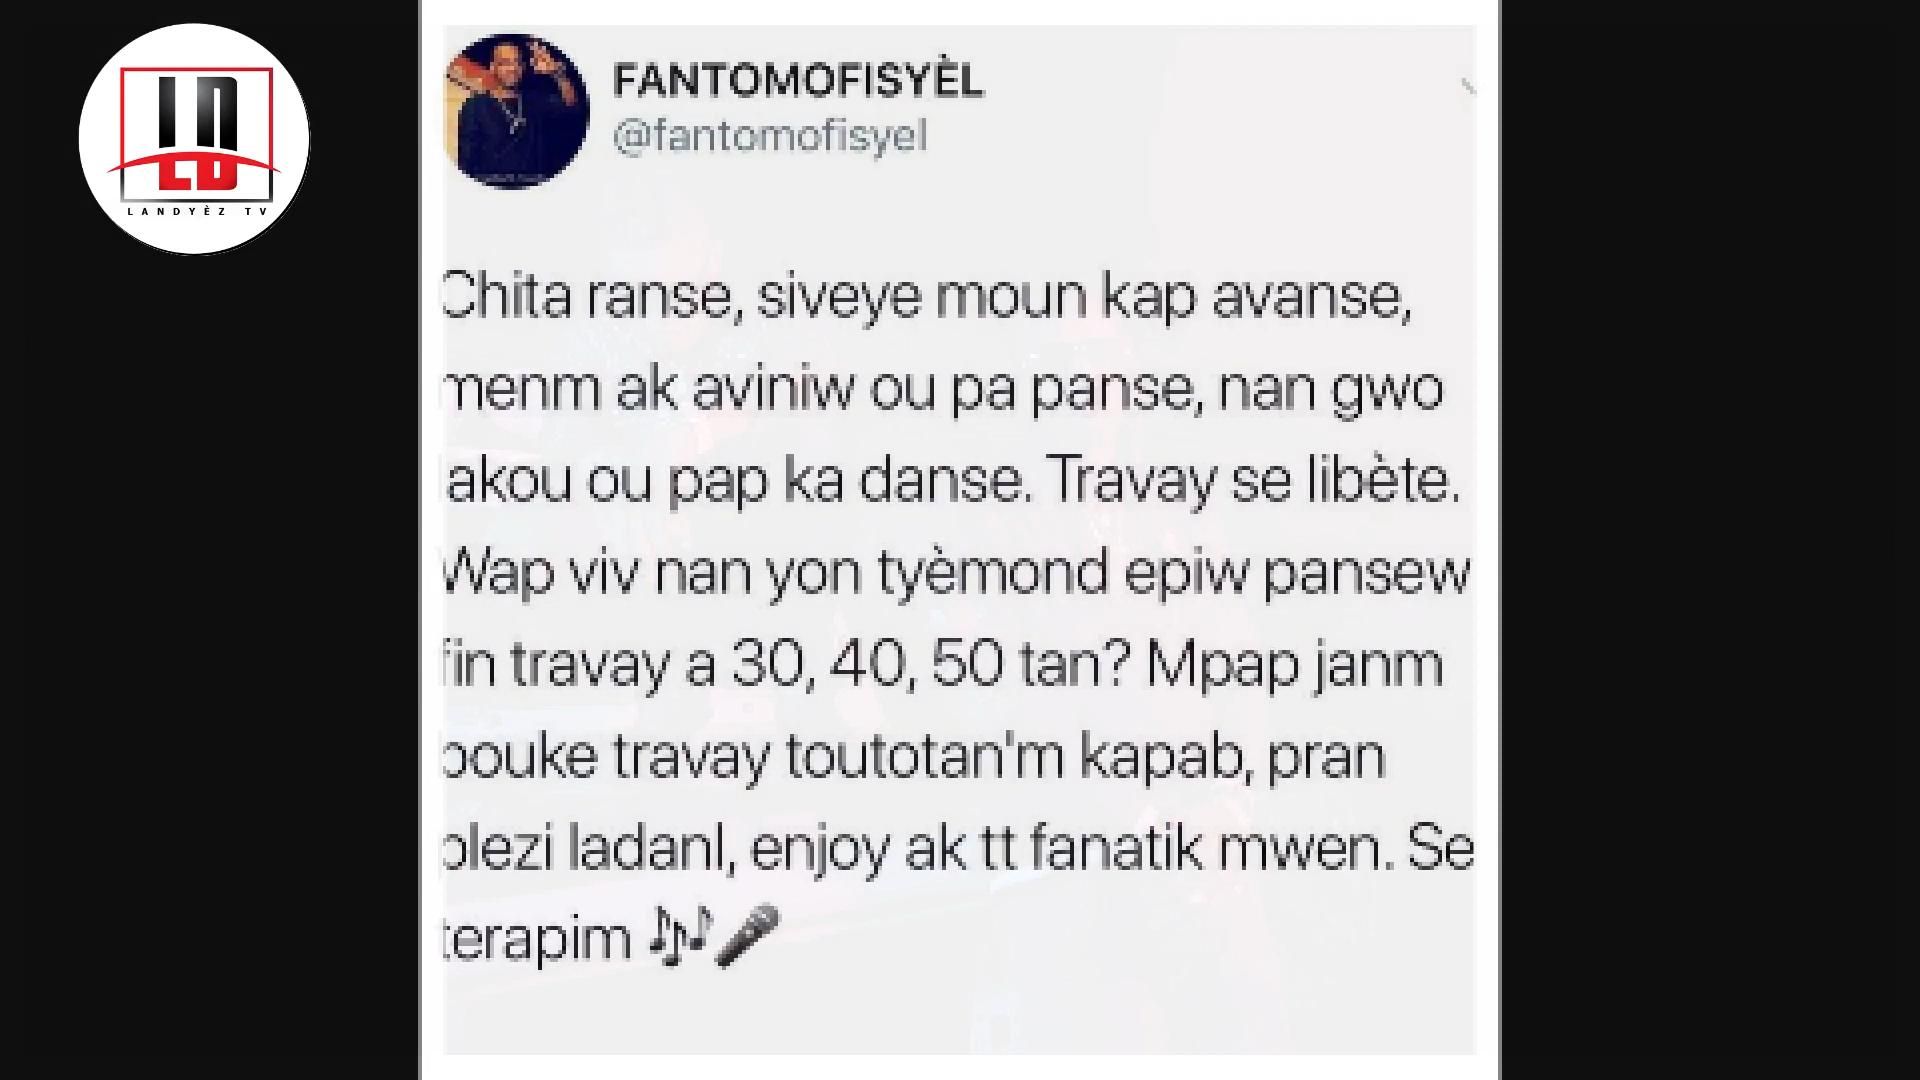 LANDYÈZ TV
FANTOMOFISYÈL
@fantomofisyel
Chita ranse, siveye moun kap avanse,
menm ak aviniw ou pa panse, nan gwo
lakou ou pap ka danse. Travay se libète.
Wap viv nan yon tyèmond epiw pansew
fin travay a 30, 40, 50 tan? Mpap janm
bouke travay toutotan'm kapab, pran
plezi ladanl, enjoy ak tt fanatik mwen. Se
terapim 🎶🎤